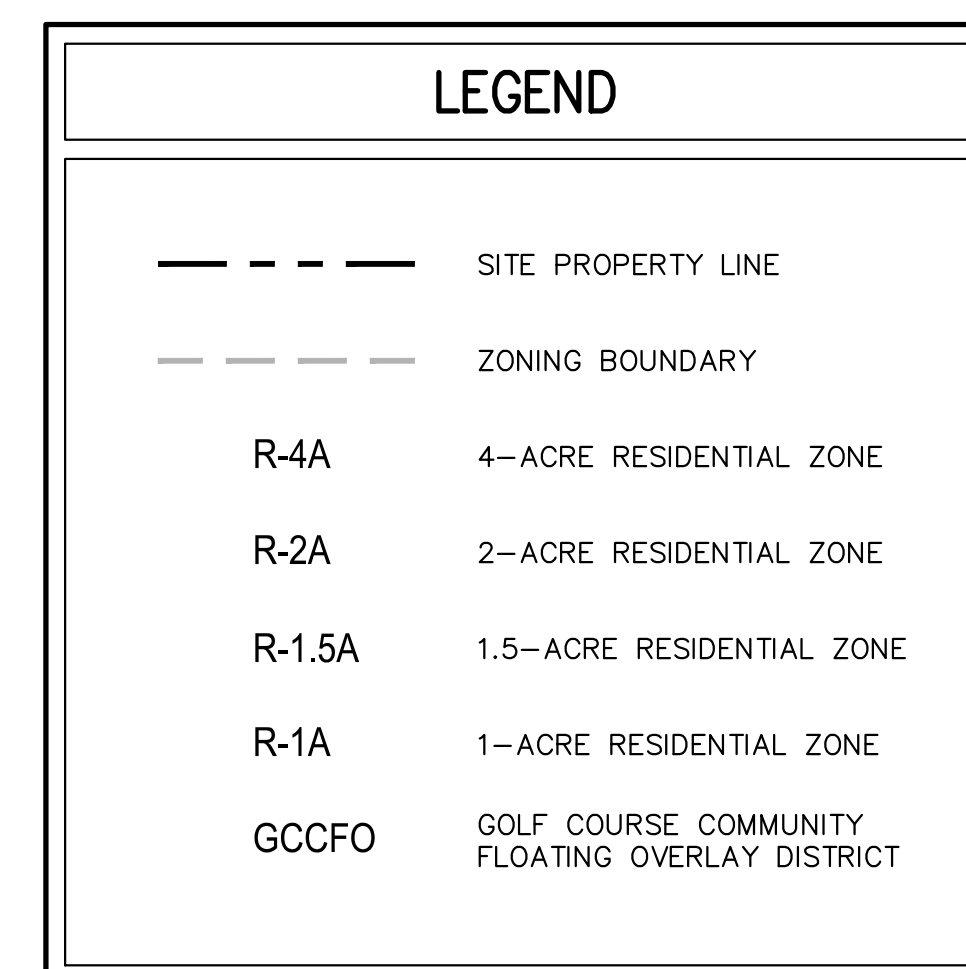 LEGEND
SITE PROPERTY LINE
ZONING BOUNDARY
R-4A 4-ACRE RESIDENTIAL ZONE
R-2A 2-ACRE RESIDENTIAL ZONE
R-1.5A 1.5-ACRE RESIDENTIAL ZONE
R-1A 1-ACRE RESIDENTIAL ZONE
GCCFO GOLF COURSE COMMUNITY
FLOATING OVERLAY DISTRICT